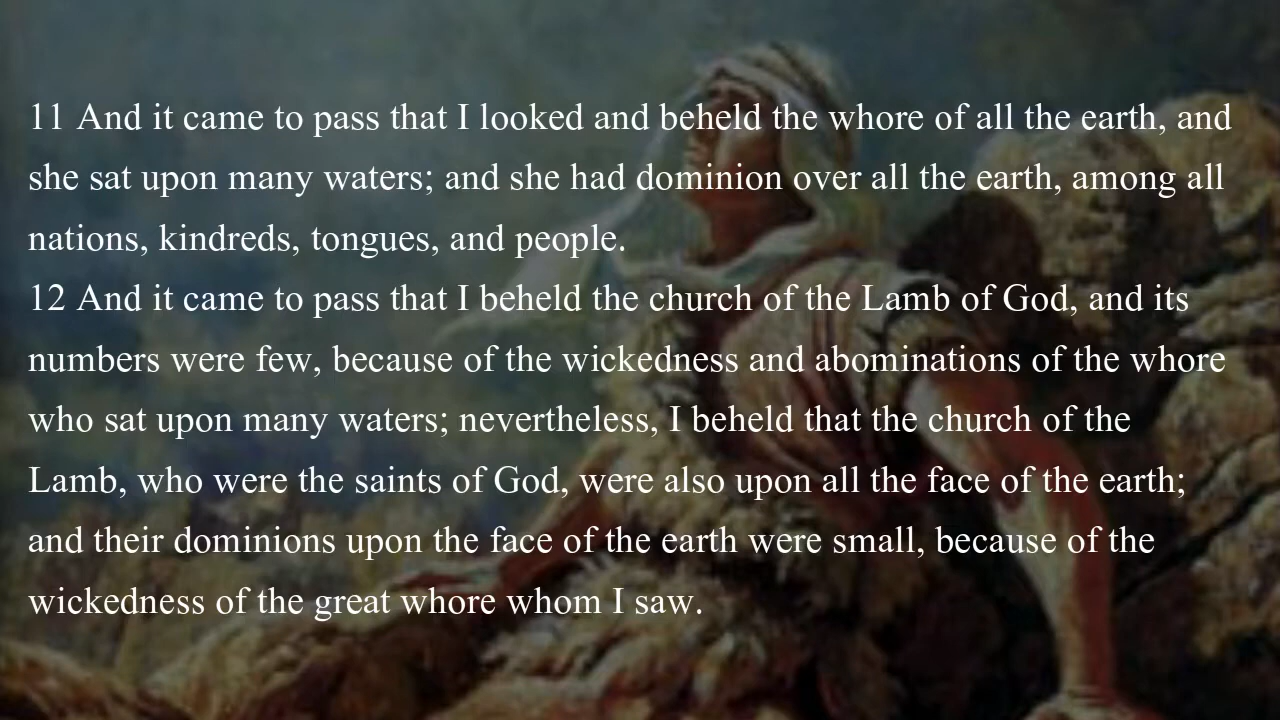 11 And it came to pass that I looked and beheld the whore of all the earth, and
she sat upon many waters; and she had dominion over all the earth, among all
nations, kindreds, tongues, and people.
12 And it came to pass that I beheld the church of the Lamb of God, and its
numbers were few, because of the wickedness and abominations of the whore
who sat upon many waters; nevertheless, I beheld that the church of the
Lamb, who were the saints of God, were also upon all the face of the earth;
and their dominions upon the face of the earth were small, because of the
wickedness of the great whore whom I saw.